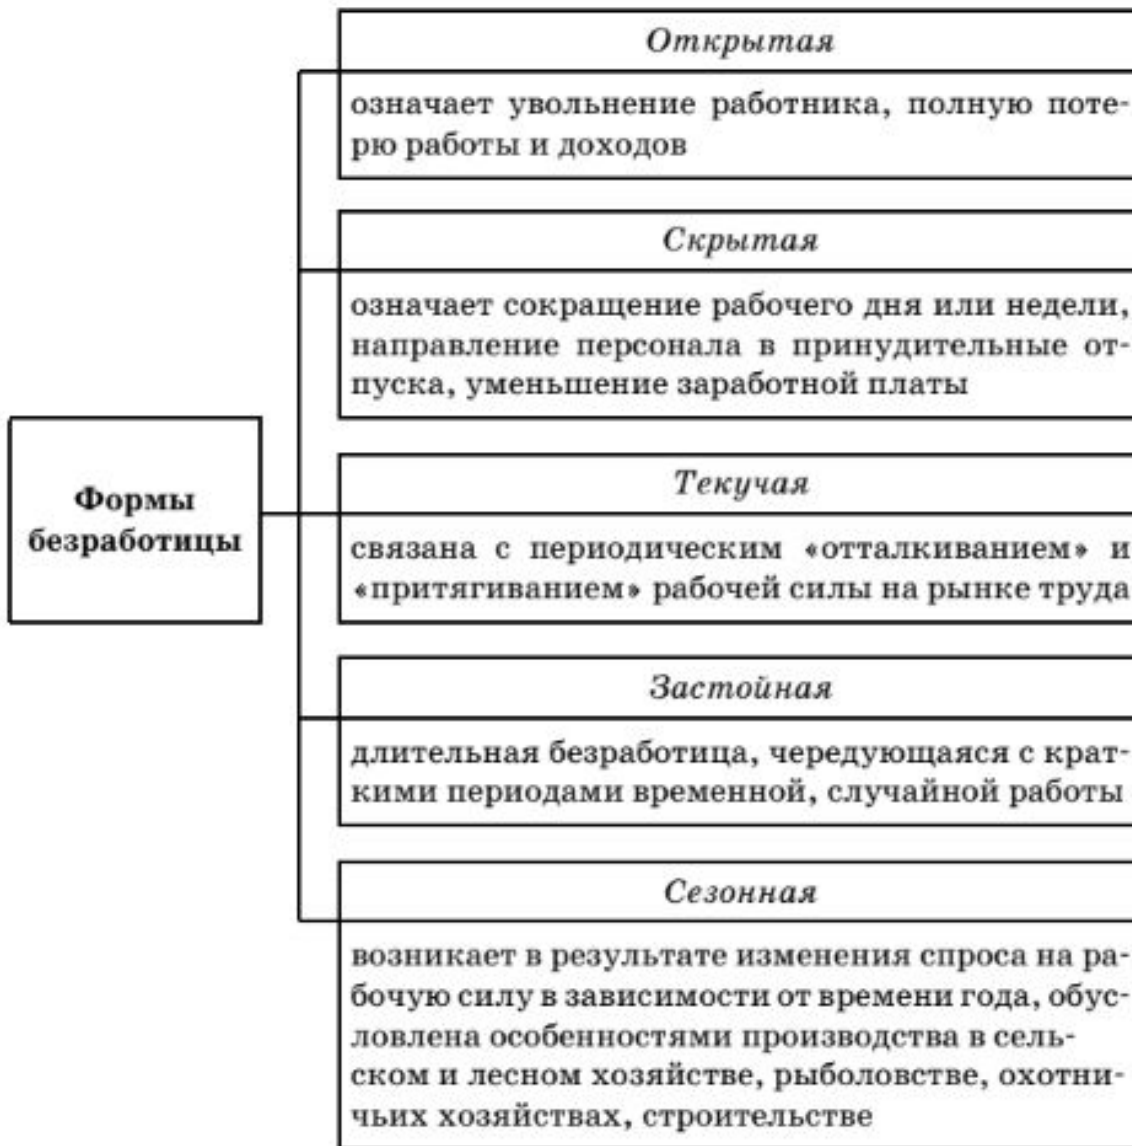 Открытая
означает увольнение работника, полную поте-
рю работы и доходов
Скрытая
означает сокращение рабочего дня или недели,
направление персонала в принудительные от-
пуска, уменьшение заработной платы
Формы
безработицы
Текучая
связана с периодическим «отталкиванием» и
«притягиванием» рабочей силы на рынке труда
Застойная
длительная безработица, чередующаяся с крат-
кими периодами временной, случайной работы
Сезонная
возникает в результате изменения спроса на ра-
бочую силу в зависимости от времени года, обус-
ловлена особенностями производства в сель-
ском и лесном хозяйстве, рыболовстве, охотни-
чьих хозяйствах, строительстве